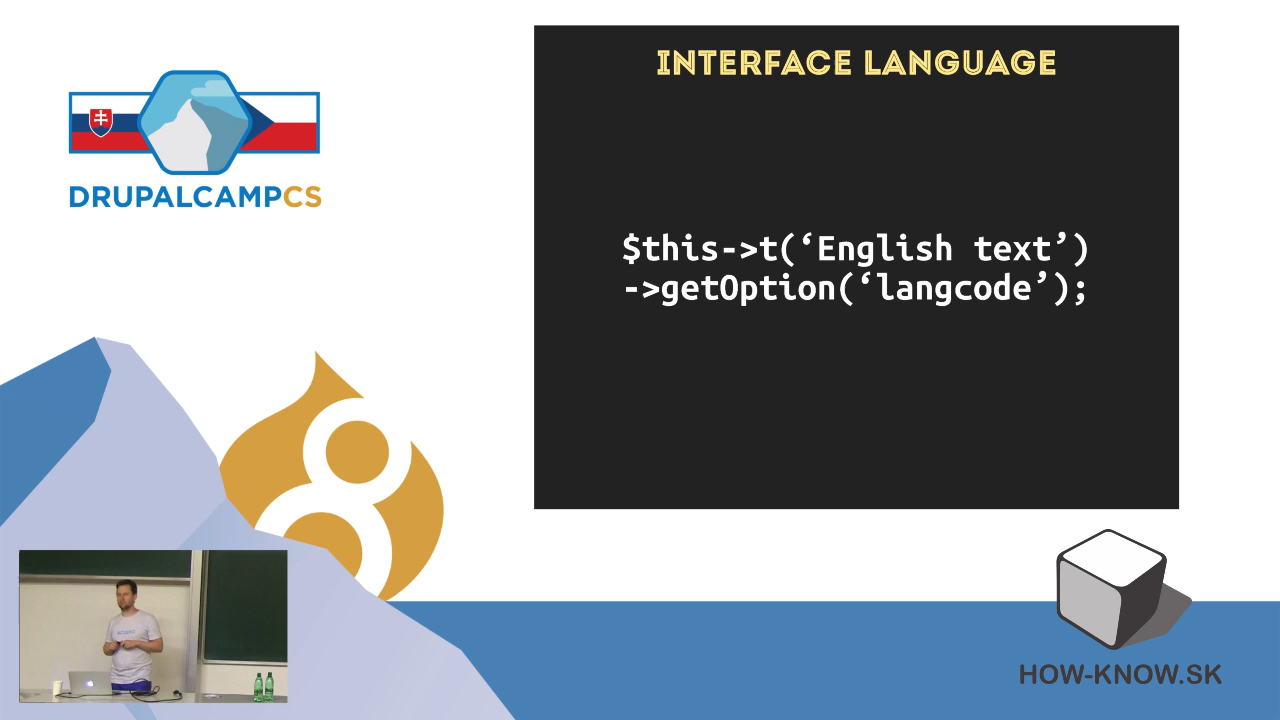 INTERFACE LANGUAGE
DRUPALCAMPCS
$this->t(‘English text’)
->getOption(‘langcode’);
HOW-KNOW.SK